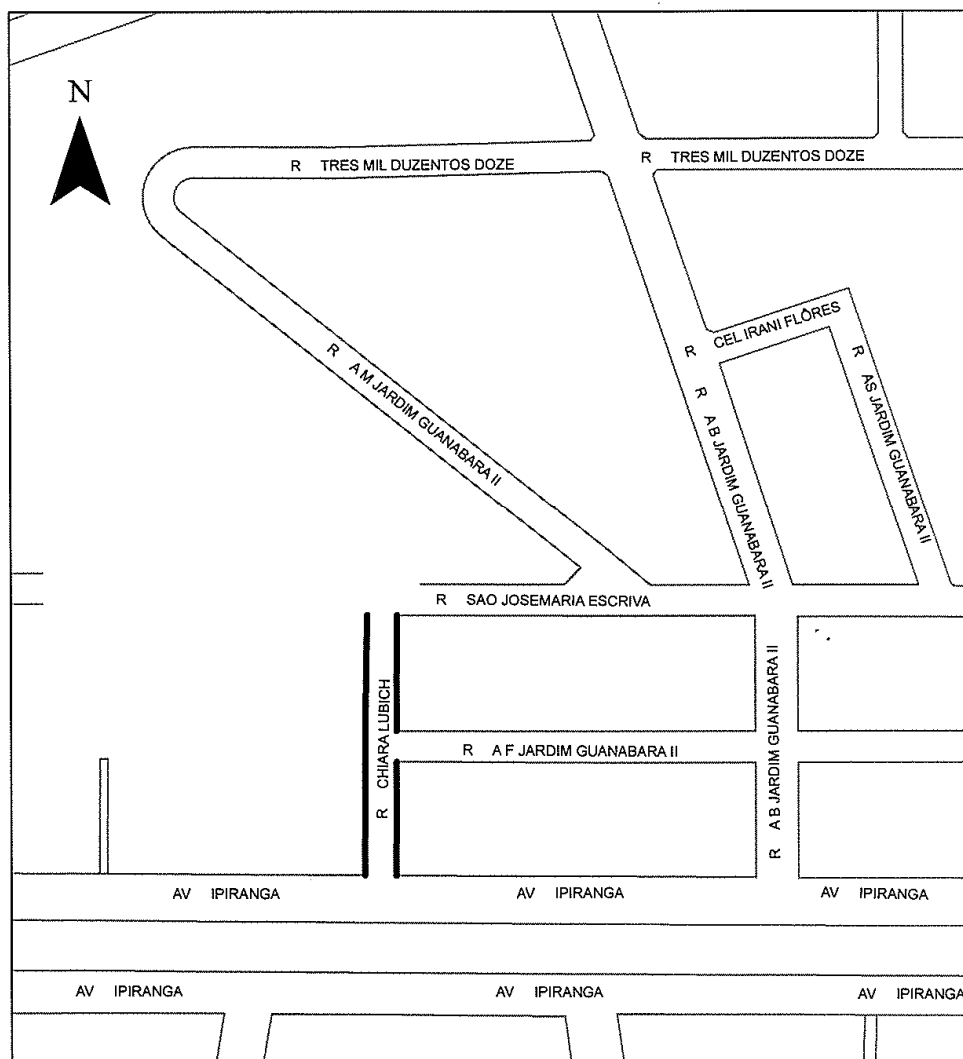 N
R TRES MIL DUZENTOS DOZE
R TRES MIL DUZENTOS DOZE
R CEL IRANI FLÔRES
R A M JARDIM GUANABARA II
R A B JARDIM GUANABARA II
R AS JARDIM GUANABARA II
R SAO JOSEMARIA ESCRIVA
R CHIARA LUBICH
R A F JARDIM GUANABARA II
R A B JARDIM GUANABARA II
AV IPIRANGA
AV IPIRANGA
AV IPIRANGA
AV IPIRANGA
AV IPIRANGA
AV IPIRANGA